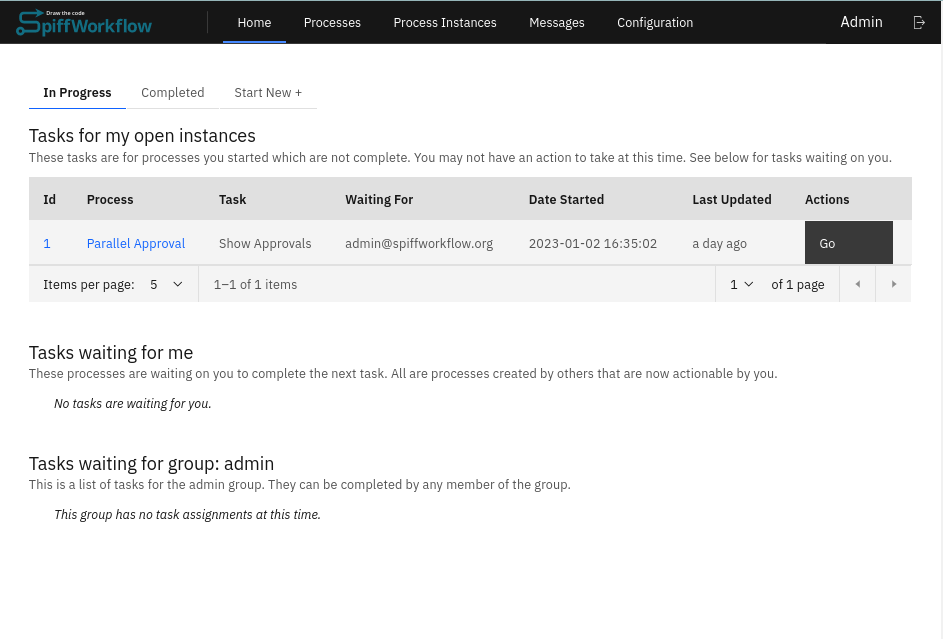 Draw the code
SpiffWorkflow
Home Processes Process Instances Messages Configuration Admin
In Progress Completed Start New +
Tasks for my open instances
These tasks are for processes you started which are not complete. You may not have an action to take at this time. See below for tasks waiting on you.
Id Process Task Waiting For Date Started Last Updated Actions
1 Parallel Approval Show Approvals admin@spiffworkflow.org 2023-01-02 16:35:02 a day ago Go
Items per page: 5 1–1 of 1 items 1 of 1 page
Tasks waiting for me
These processes are waiting on you to complete the next task. All are processes created by others that are now actionable by you.
No tasks are waiting for you.
Tasks waiting for group: admin
This is a list of tasks for the admin group. They can be completed by any member of the group.
This group has no task assignments at this time.